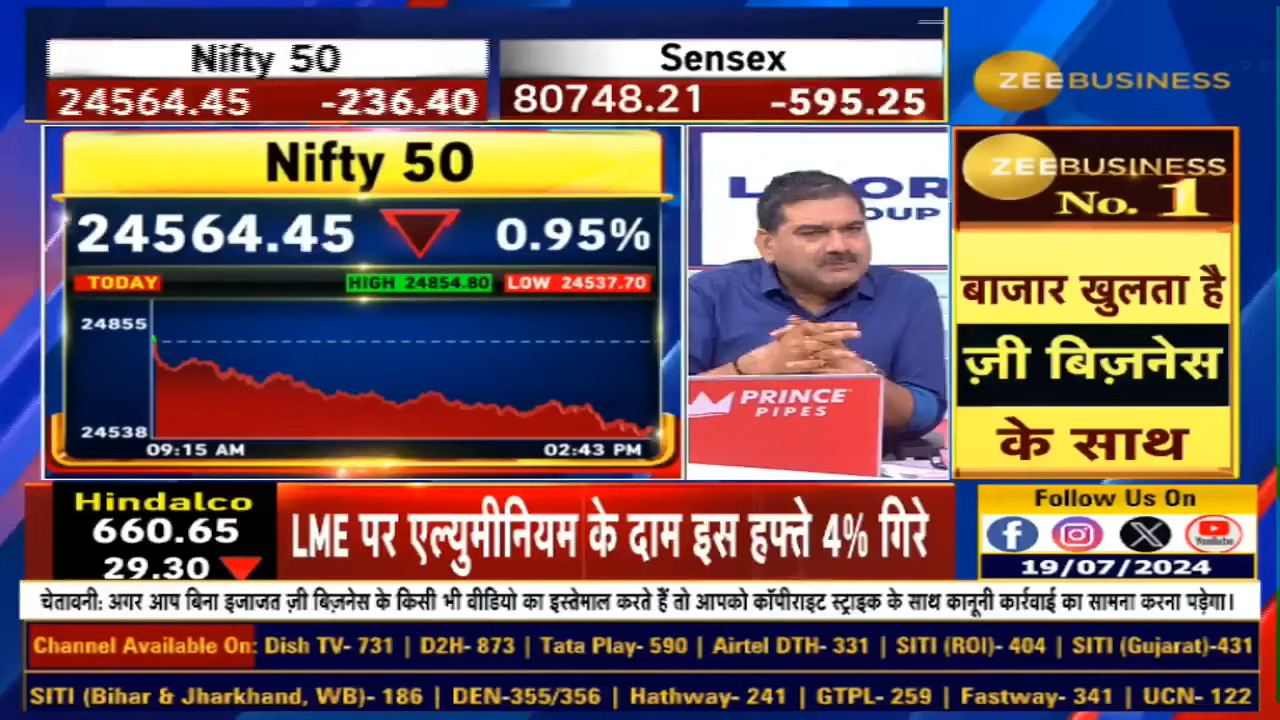 Nifty 50
24564.45 -236.40
Sensex
80748.21 -595.25
ZEEBUSINESS
Nifty 50
24564.45 0.95%
TODAY HIGH 24854.80 LOW 24537.70
24855
24538
09:15 AM 02:43 PM
OUP
PRINCE
PIPES
ZEEBUSINESS
No. 1
बाजार खुलता है
ज़ी बिज़नेस
के साथ
Hindalco
660.65
29.30
LME पर एल्युमीनियम के दाम इस हफ्ते 4% गिरे
Follow Us On
YouTube
19/07/2024
चेतावनी: अगर आप बिना इजाजत ज़ी बिज़नेस के किसी भी वीडियो का इस्तेमाल करते हैं तो आपको कॉपीराइट स्ट्राइक के साथ कानूनी कार्रवाई का सामना करना पड़ेगा।
Channel Available On: Dish TV- 731 | D2H- 873 | Tata Play- 590 | Airtel DTH- 331 | SITI (ROI)- 404 | SITI (Gujarat)-431
SITI (Bihar & Jharkhand, WB)- 186 | DEN-355/356 | Hathway- 241 | GTPL- 259 | Fastway- 341 | UCN- 122